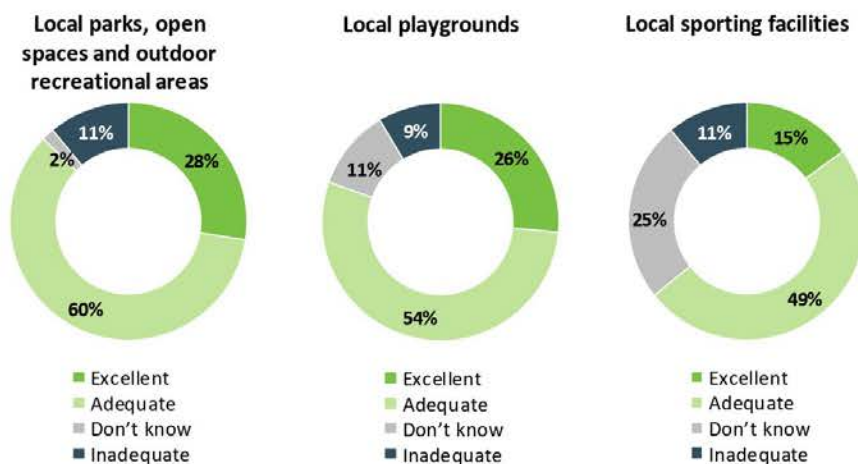 Local parks, open
spaces and outdoor
recreational areas
11%
28%
2%
60%
Excellent
Adequate
Don't know
Inadequate
Local playgrounds
9%
26%
11%
54%
Excellent
Adequate
Don't know
Inadequate
Local sporting facilities
11%
15%
25%
49%
Excellent
Adequate
Don't know
Inadequate